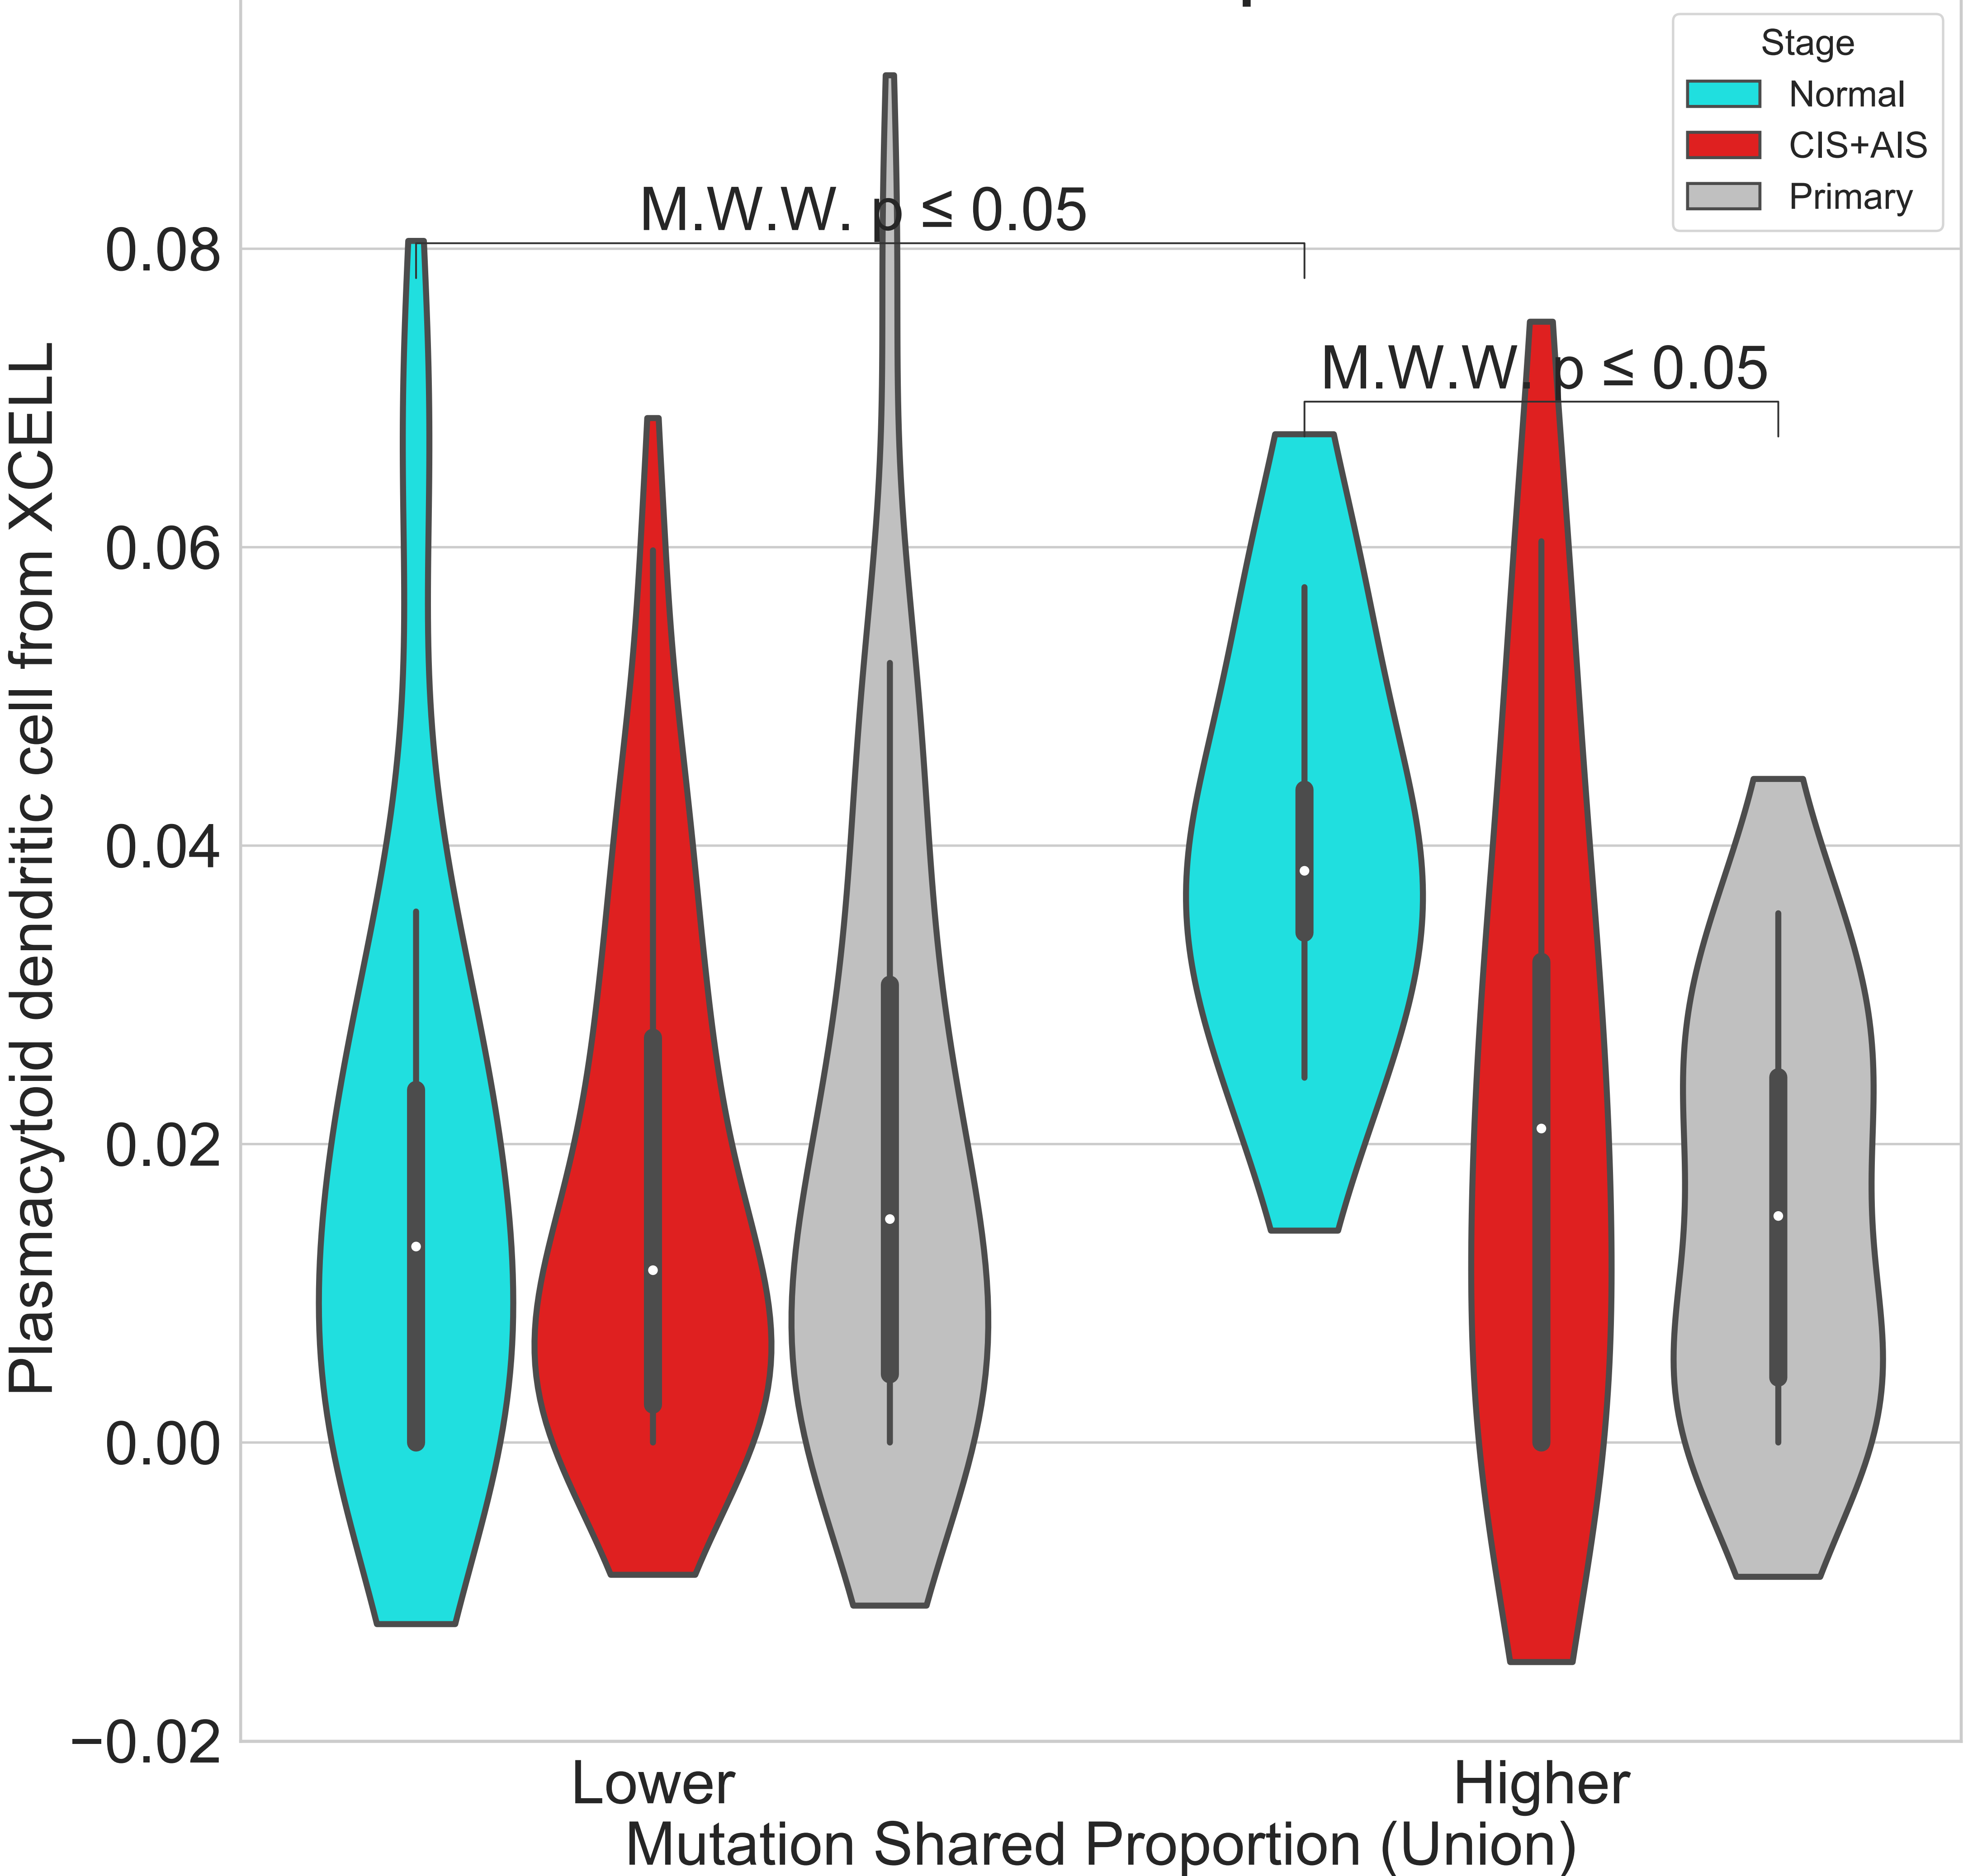 Stage
Normal
CIS+AIS
Primary
M.W.W. p ≤ 0.05
M.W.W. p ≤ 0.05
0.08
0.06
0.04
0.02
0.00
−0.02
Plasmacytoid dendritic cell from XCELL
Lower
Higher
Mutation Shared Proportion (Union)